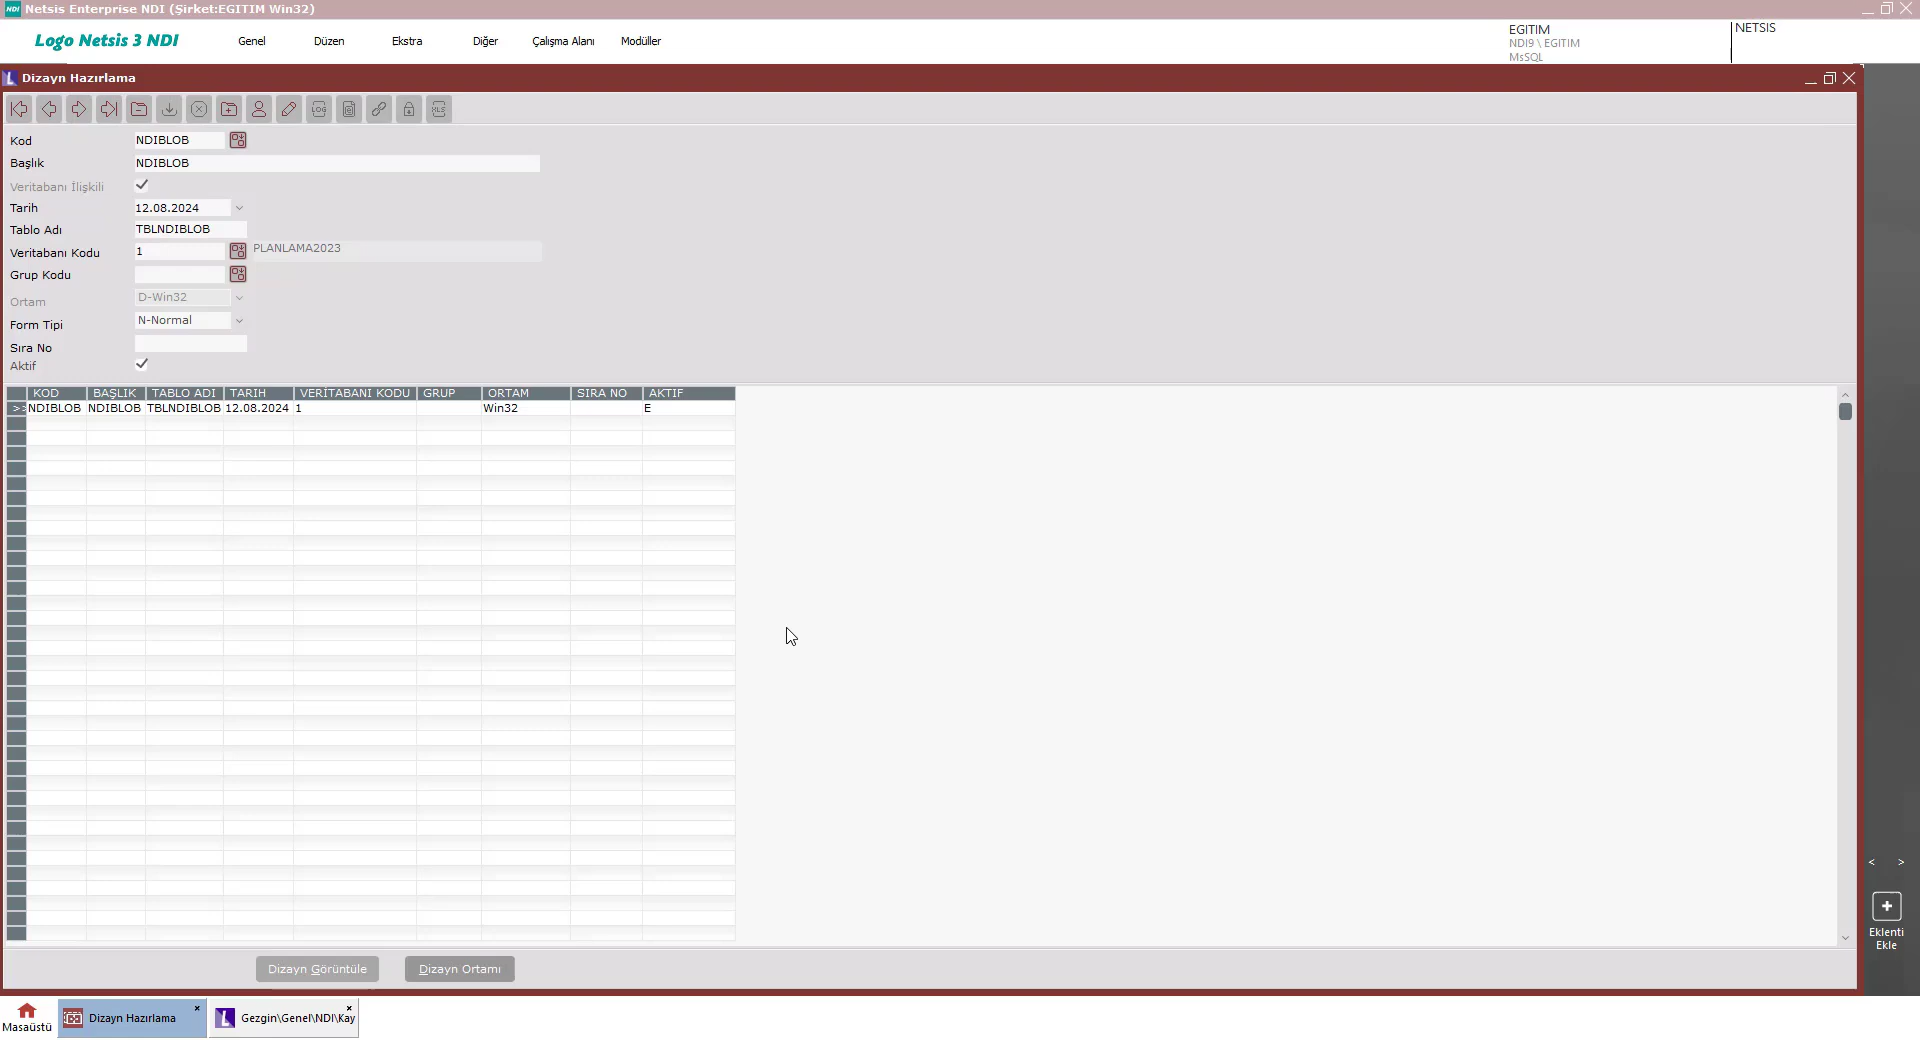 NDI Netsis Enterprise NDI (Şirket:EGITIM Win32)
Logo Netsis 3 NDI
Genel Düzen Ekstra Diğer Çalışma Alanı Modüller
EGITIM
NDI9 \ EGITIM
MsSQL
NETSIS
L Dizayn Hazırlama
LOG XLS
Kod NDIBLOB
Başlık NDIBLOB
Veritabanı İlişkili
Tarih 12.08.2024
Tablo Adı TBLNDIBLOB
Veritabanı Kodu 1 PLANLAMA2023
Grup Kodu
Ortam D-Win32
Form Tipi N-Normal
Sıra No
Aktif
KOD BAŞLIK TABLO ADI TARIH VERİTABANI KODU GRUP ORTAM SIRA NO AKTIF
>> NDIBLOB NDIBLOB TBLNDIBLOB 12.08.2024 1 Win32 E
< >
Eklenti
Ekle
Dizayn Görüntüle Dizayn Ortamı
Masaüstü
Dizayn Hazırlama ×
L Gezgin\Genel\NDI\Kay ×